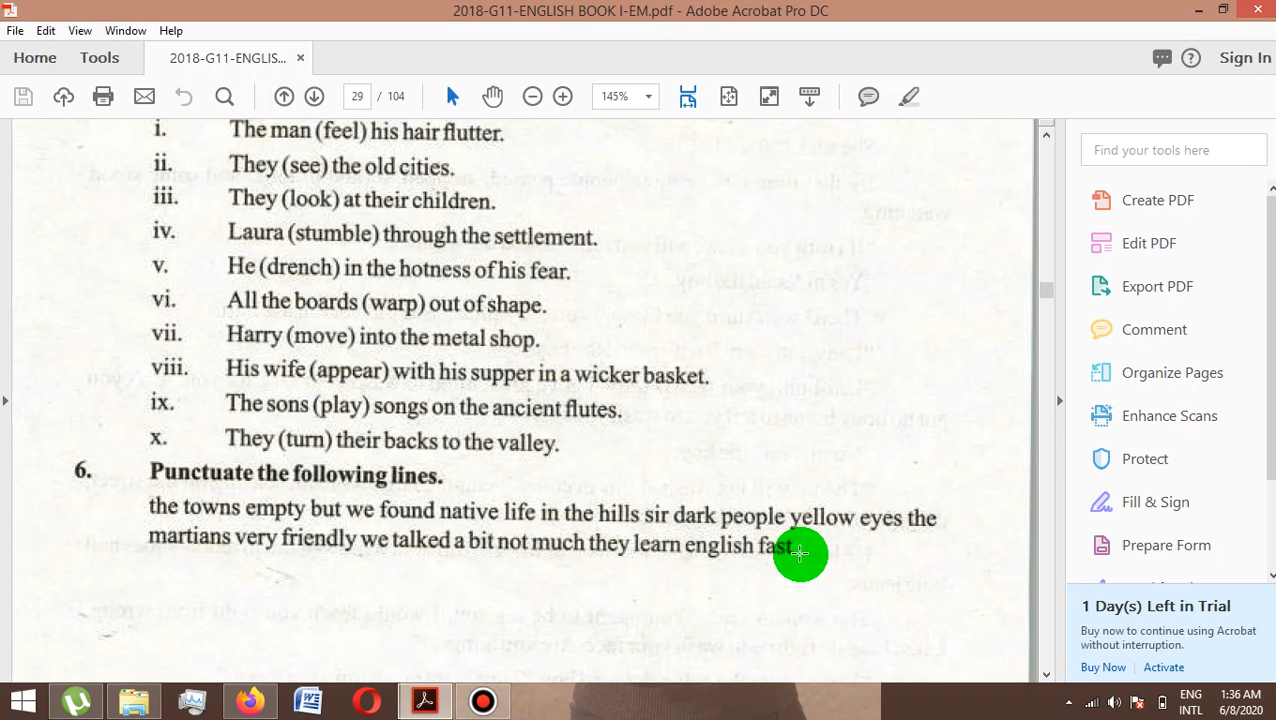 2018-G11-ENGLISH BOOK I-EM.pdf - Adobe Acrobat Pro DC
File Edit View Window Help
Home Tools 2018-G11-ENGLIS... × Sign In
29 / 104 145%
i. The man (feel) his hair flutter.
ii. They (see) the old cities.
iii. They (look) at their children.
iv. Laura (stumble) through the settlement.
v. He (drench) in the hotness of his fear.
vi. All the boards (warp) out of shape.
vii. Harry (move) into the metal shop.
viii. His wife (appear) with his supper in a wicker basket.
ix. The sons (play) songs on the ancient flutes.
x. They (turn) their backs to the valley.
6. Punctuate the following lines.
the towns empty but we found native life in the hills sir dark people yellow eyes the
martians very friendly we talked a bit not much they learn english fast
Find your tools here
Create PDF
Edit PDF
Export PDF
Comment
Organize Pages
Enhance Scans
Protect
Fill & Sign
Prepare Form
1 Day(s) Left in Trial
Buy now to continue using Acrobat
without interruption.
Buy Now Activate
ENG 1:36 AM
INTL 6/8/2020